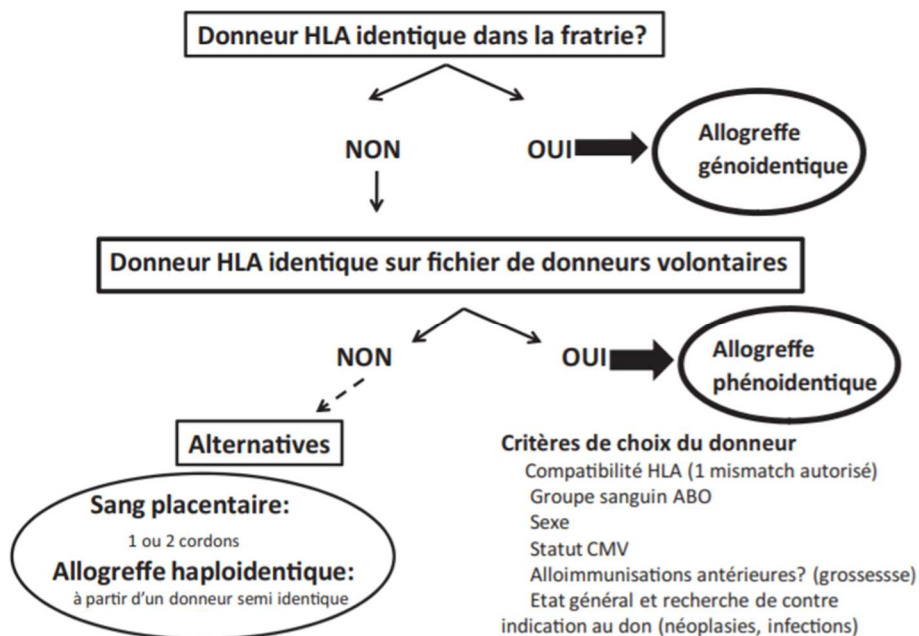 Donneur HLA identique dans la fratrie?
NON
OUI
Allogreffe
génoidentique
Donneur HLA identique sur fichier de donneurs volontaires
NON
OUI
Allogreffe
phénoidentique
Alternatives
Sang placentaire:
1 ou 2 cordons
Allogreffe haploidentique:
à partir d'un donneur semi identique
Critères de choix du donneur
Compatibilité HLA (1 mismatch autorisé)
Groupe sanguin ABO
Sexe
Statut CMV
Alloimmunisations antérieures? (grossessse)
Etat général et recherche de contre
indication au don (néoplasies, infections)